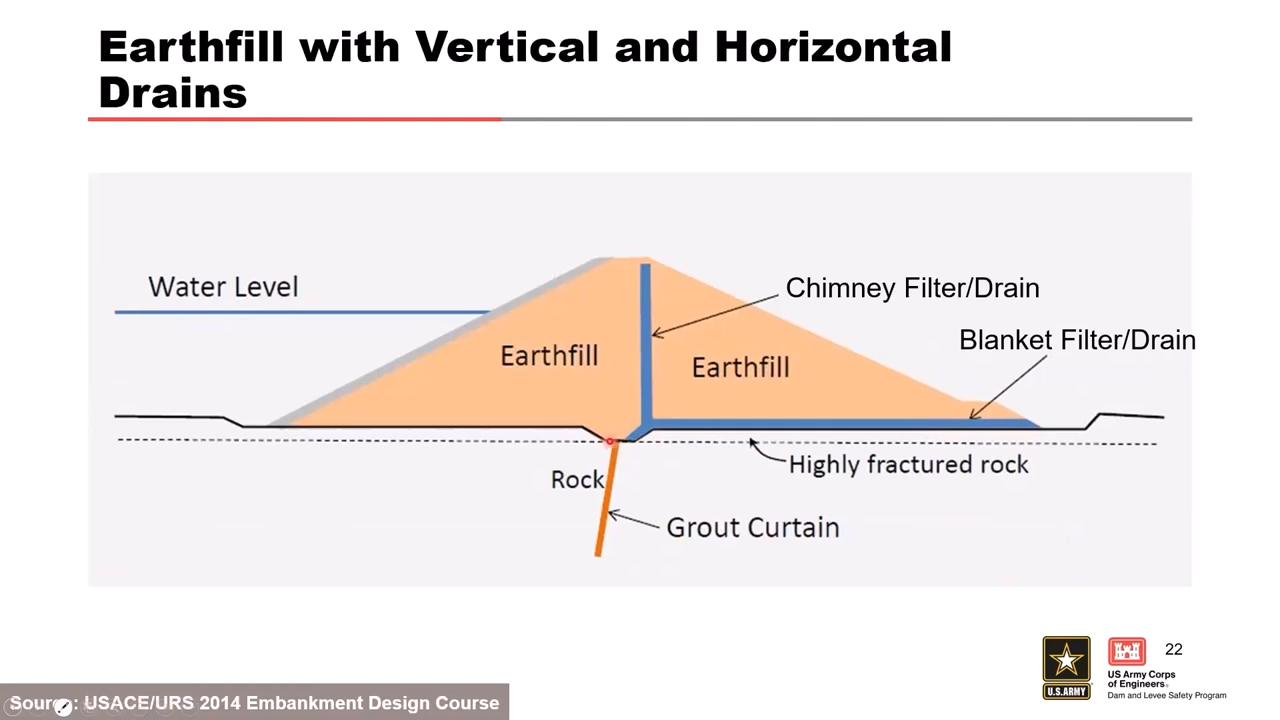 Earthfill with Vertical and Horizontal
Drains
Water Level
Chimney Filter/Drain
Blanket Filter/Drain
Earthfill
Earthfill
Highly fractured rock
Rock
Grout Curtain
22
U.S.ARMY
US Army Corps
of Engineers®
Dam and Levee Safety Program
: USACE/URS 2014 Embankment Design Course